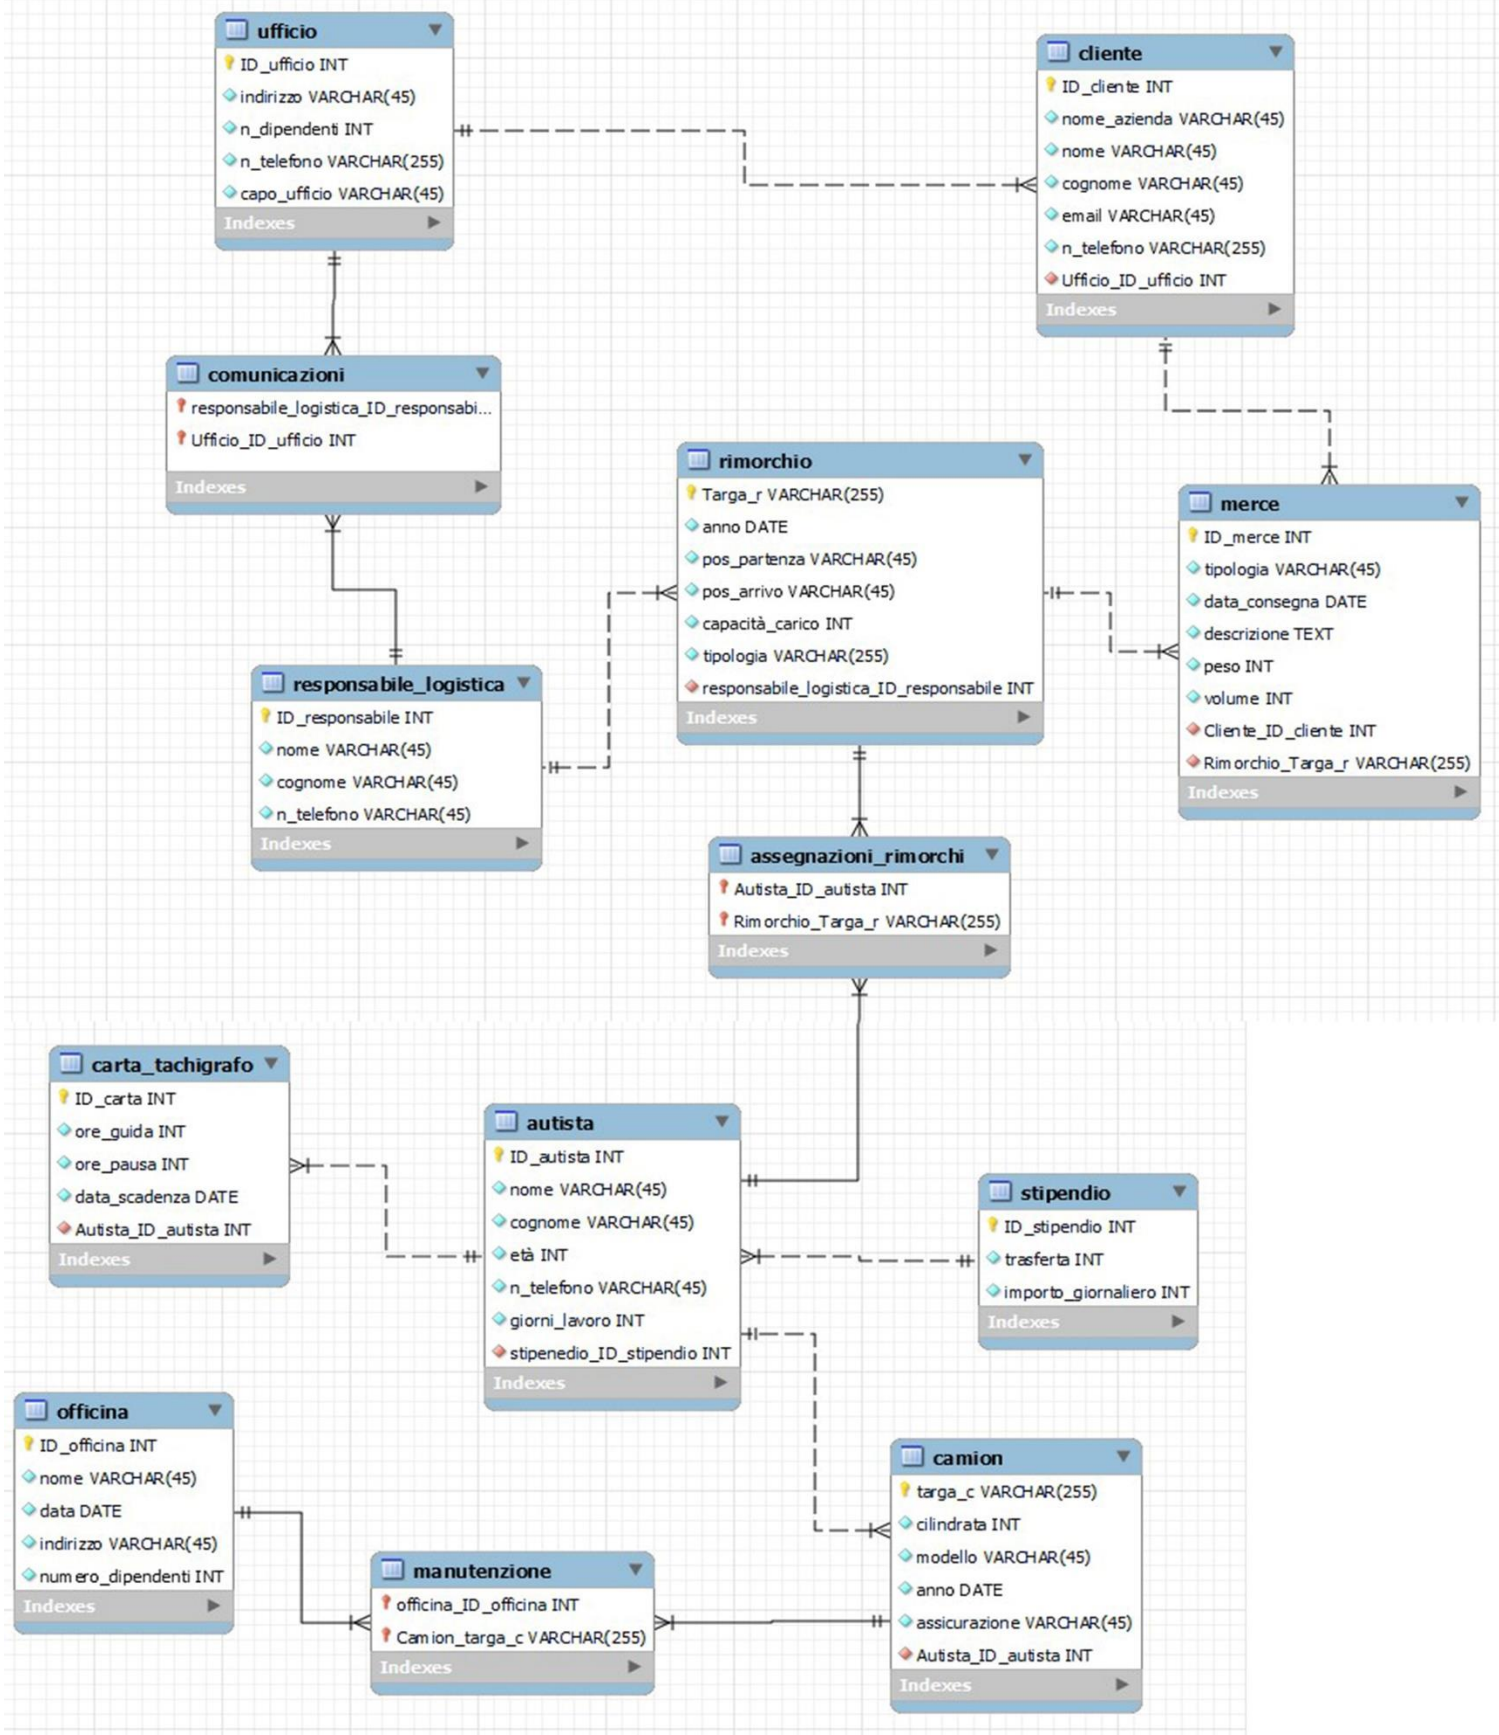 ufficio
ID_ufficio INT
indirizzo VARCHAR(45)
n_dipendenti INT
n_telefono VARCHAR(255)
capo_ufficio VARCHAR(45)
Indexes
cliente
ID_cliente INT
nome_azienda VARCHAR(45)
nome VARCHAR(45)
cognome VARCHAR(45)
email VARCHAR(45)
n_telefono VARCHAR(255)
Ufficio_ID_ufficio INT
Indexes
comunicazioni
responsabile_logistica_ID_responsabi...
Ufficio_ID_ufficio INT
Indexes
rimorchio
Targa_r VARCHAR(255)
anno DATE
pos_partenza VARCHAR(45)
pos_arrivo VARCHAR(45)
capacità_carico INT
tipologia VARCHAR(255)
responsabile_logistica_ID_responsabile INT
Indexes
merce
ID_merce INT
tipologia VARCHAR(45)
data_consegna DATE
descrizione TEXT
peso INT
volume INT
Cliente_ID_cliente INT
Rimorchio_Targa_r VARCHAR(255)
Indexes
responsabile_logistica
ID_responsabile INT
nome VARCHAR(45)
cognome VARCHAR(45)
n_telefono VARCHAR(45)
Indexes
assegnazioni_rimorchi
Autista_ID_autista INT
Rimorchio_Targa_r VARCHAR(255)
Indexes
carta_tachigrafo
ID_carta INT
ore_guida INT
ore_pausa INT
data_scadenza DATE
Autista_ID_autista INT
Indexes
autista
ID_autista INT
nome VARCHAR(45)
cognome VARCHAR(45)
età INT
n_telefono VARCHAR(45)
giorni_lavoro INT
stipenedio_ID_stipendio INT
Indexes
stipendio
ID_stipendio INT
trasferta INT
importo_giornaliero INT
Indexes
officina
ID_officina INT
nome VARCHAR(45)
data DATE
indirizzo VARCHAR(45)
numero_dipendenti INT
Indexes
manutenzione
officina_ID_officina INT
Camion_targa_c VARCHAR(255)
Indexes
camion
targa_c VARCHAR(255)
cilindrata INT
modello VARCHAR(45)
anno DATE
assicurazione VARCHAR(45)
Autista_ID_autista INT
Indexes